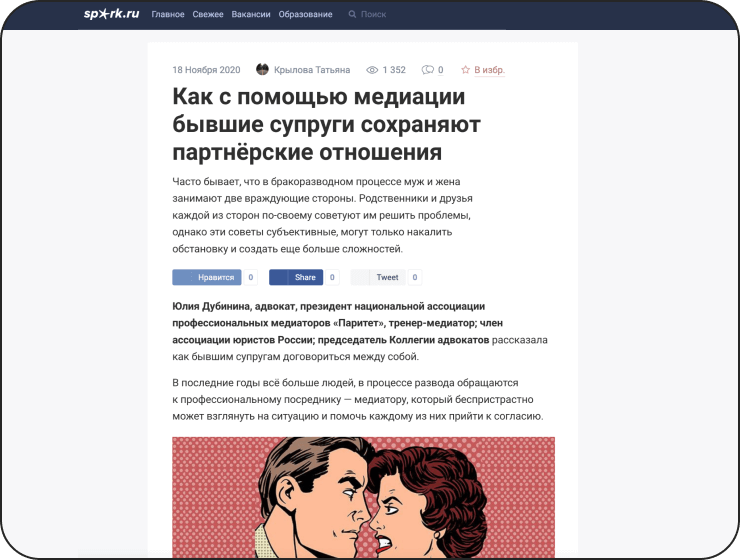 spark.ru Главное Свежее Вакансии Образование Поиск
18 Ноября 2020 Крылова Татьяна 1 352 0 В избр.
Как с помощью медиации
бывшие супруги сохраняют
партнёрские отношения
Часто бывает, что в бракоразводном процессе муж и жена
занимают две враждующие стороны. Родственники и друзья
каждой из сторон по-своему советуют им решить проблемы,
однако эти советы субъективные, могут только накалить
обстановку и создать еще больше сложностей.
Нравится 0 Share 0 Tweet 0
Юлия Дубинина, адвокат, президент национальной ассоциации
профессиональных медиаторов «Паритет», тренер-медиатор; член
ассоциации юристов России; председатель Коллегии адвокатов рассказала
как бывшим супругам договориться между собой.
В последние годы всё больше людей, в процессе развода обращаются
к профессиональному посреднику — медиатору, который беспристрастно
может взглянуть на ситуацию и помочь каждому из них прийти к согласию.